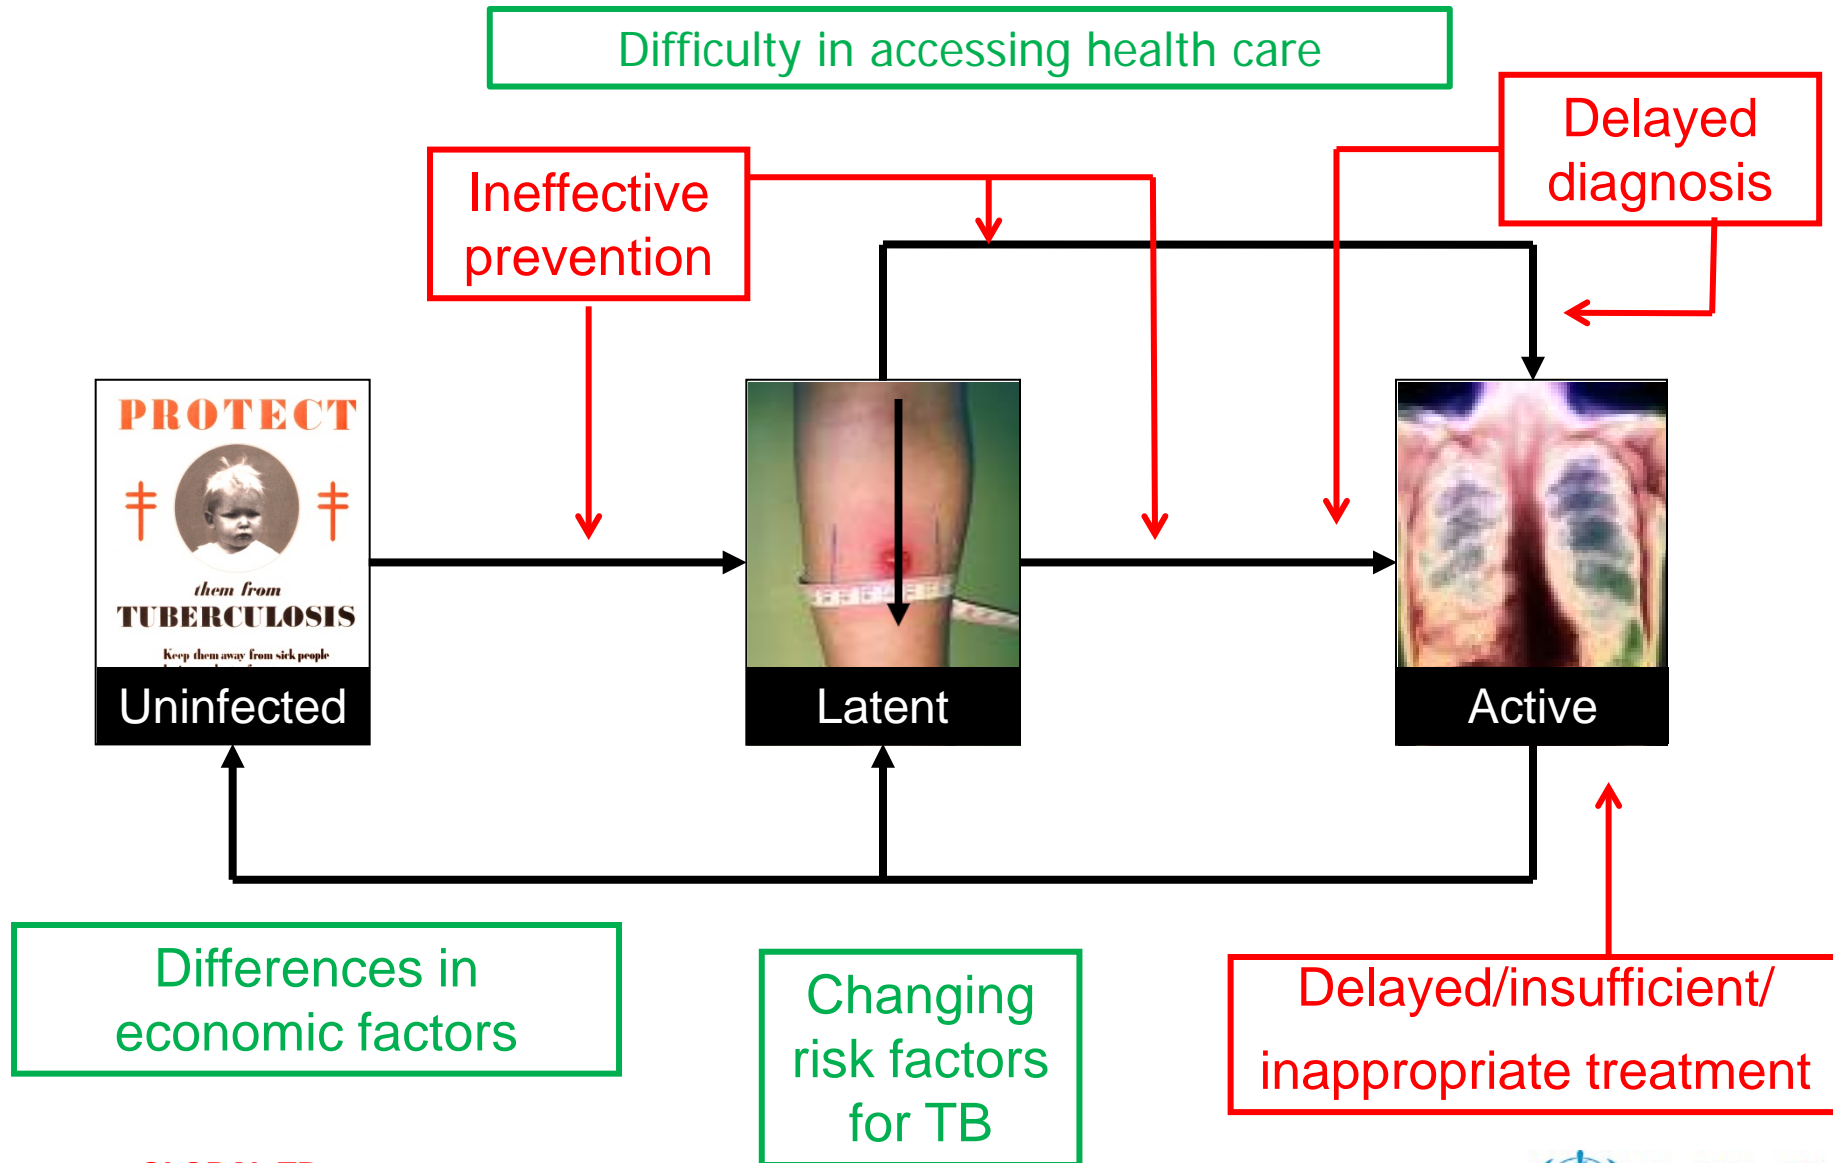 Difficulty in accessing health care
Delayed
diagnosis
Ineffective
prevention
PROTECT
them from
TUBERCULOSIS
Keep them away from sick people
Uninfected
Latent
Active
Differences in
economic factors
Changing
risk factors
for TB
Delayed/insufficient/
inappropriate treatment